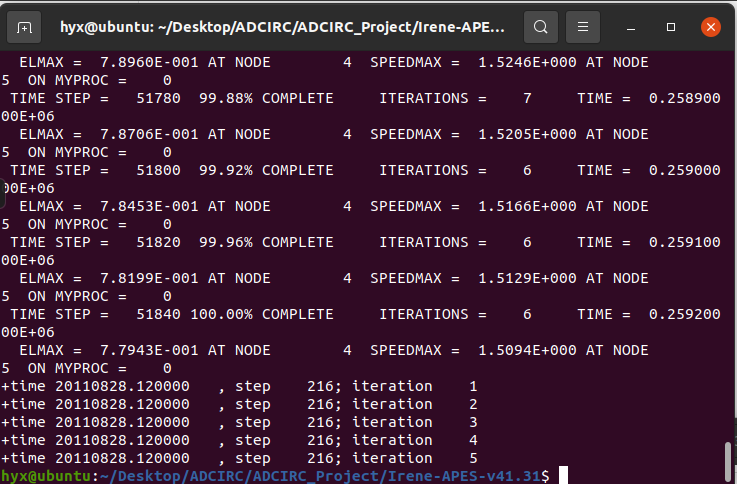 hyx@ubuntu: ~/Desktop/ADCIRC/ADCIRC_Project/Irene-APE...
ELMAX =  7.8960E-001 AT NODE        4  SPEEDMAX =  1.5246E+000 AT NODE
5  ON MYPROC =    0
TIME STEP =   51780  99.88% COMPLETE     ITERATIONS =    7     TIME =  0.258900
00E+06
ELMAX =  7.8706E-001 AT NODE        4  SPEEDMAX =  1.5205E+000 AT NODE
5  ON MYPROC =    0
TIME STEP =   51800  99.92% COMPLETE     ITERATIONS =    6     TIME =  0.259000
00E+06
ELMAX =  7.8453E-001 AT NODE        4  SPEEDMAX =  1.5166E+000 AT NODE
5  ON MYPROC =    0
TIME STEP =   51820  99.96% COMPLETE     ITERATIONS =    6     TIME =  0.259100
00E+06
ELMAX =  7.8199E-001 AT NODE        4  SPEEDMAX =  1.5129E+000 AT NODE
5  ON MYPROC =    0
TIME STEP =   51840 100.00% COMPLETE     ITERATIONS =    6     TIME =  0.259200
00E+06
ELMAX =  7.7943E-001 AT NODE        4  SPEEDMAX =  1.5094E+000 AT NODE
5  ON MYPROC =    0
+time 20110828.120000   , step    216; iteration    1
+time 20110828.120000   , step    216; iteration    2
+time 20110828.120000   , step    216; iteration    3
+time 20110828.120000   , step    216; iteration    4
+time 20110828.120000   , step    216; iteration    5
hyx@ubuntu:~/Desktop/ADCIRC/ADCIRC_Project/Irene-APES-v41.31$